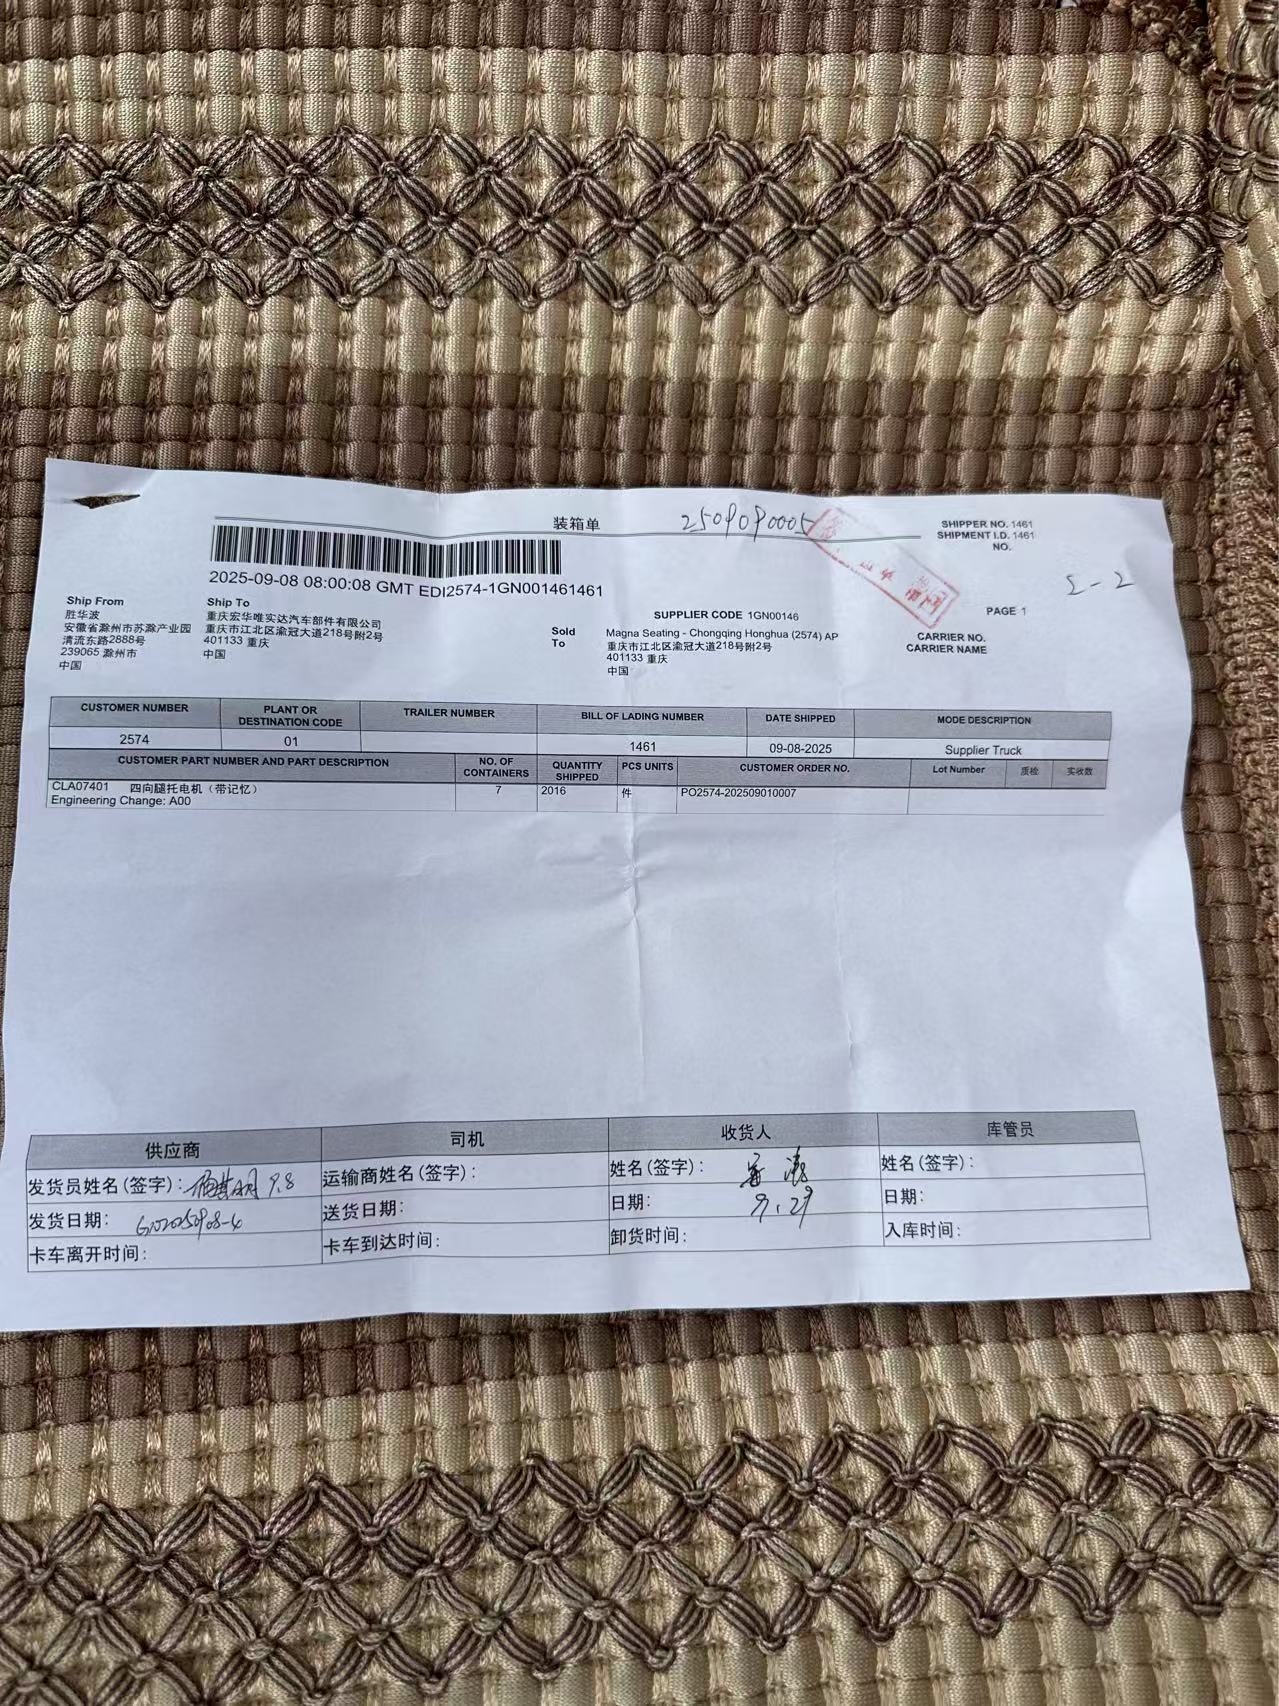 装箱单
2509090005
SHIPPER NO. 1461
SHIPMENT I.D. 1461
NO.
2025-09-08 08:00:08 GMT EDI2574-1GN001461461
Σ-2
PAGE 1
Ship From
胜华波
安徽省滁州市苏滁产业园
清流东路2888号
239065 滁州市
中国
Ship To
重庆宏华唯实达汽车部件有限公司
重庆市江北区渝冠大道218号附2号
401133 重庆
中国
SUPPLIER CODE 1GN00146
Sold To
Magna Seating - Chongqing Honghua (2574) AP
重庆市江北区渝冠大道218号附2号
401133 重庆
中国
CARRIER NO.
CARRIER NAME
CUSTOMER NUMBER PLANT OR DESTINATION CODE TRAILER NUMBER BILL OF LADING NUMBER DATE SHIPPED MODE DESCRIPTION
2574 01 1461 09-08-2025 Supplier Truck
CUSTOMER PART NUMBER AND PART DESCRIPTION NO. OF CONTAINERS QUANTITY SHIPPED PCS UNITS CUSTOMER ORDER NO. Lot Number 质检 实收数
CLA07401 四向腿托电机（带记忆） 7 2016 件 PO2574-202509010007
Engineering Change: A00
供应商 司机 收货人 库管员
发货员姓名(签字): 9.8 运输商姓名(签字): 姓名(签字): 姓名(签字):
发货日期: 送货日期: 日期: 9.29 日期:
卡车离开时间: 卡车到达时间: 卸货时间: 入库时间: